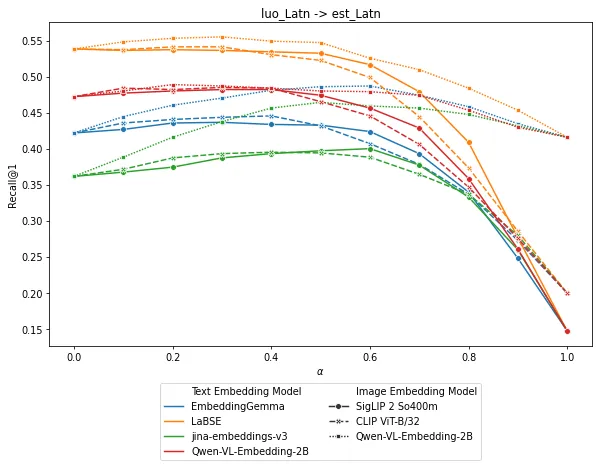 luo_Latn -> est_Latn
Recall@1
0.55
0.50
0.45
0.40
0.35
0.30
0.25
0.20
0.15
0.0 0.2 0.4 0.6 0.8 1.0
α
Text Embedding Model Image Embedding Model
EmbeddingGemma SigLIP 2 So400m
LaBSE CLIP ViT-B/32
jina-embeddings-v3 Qwen-VL-Embedding-2B
Qwen-VL-Embedding-2B